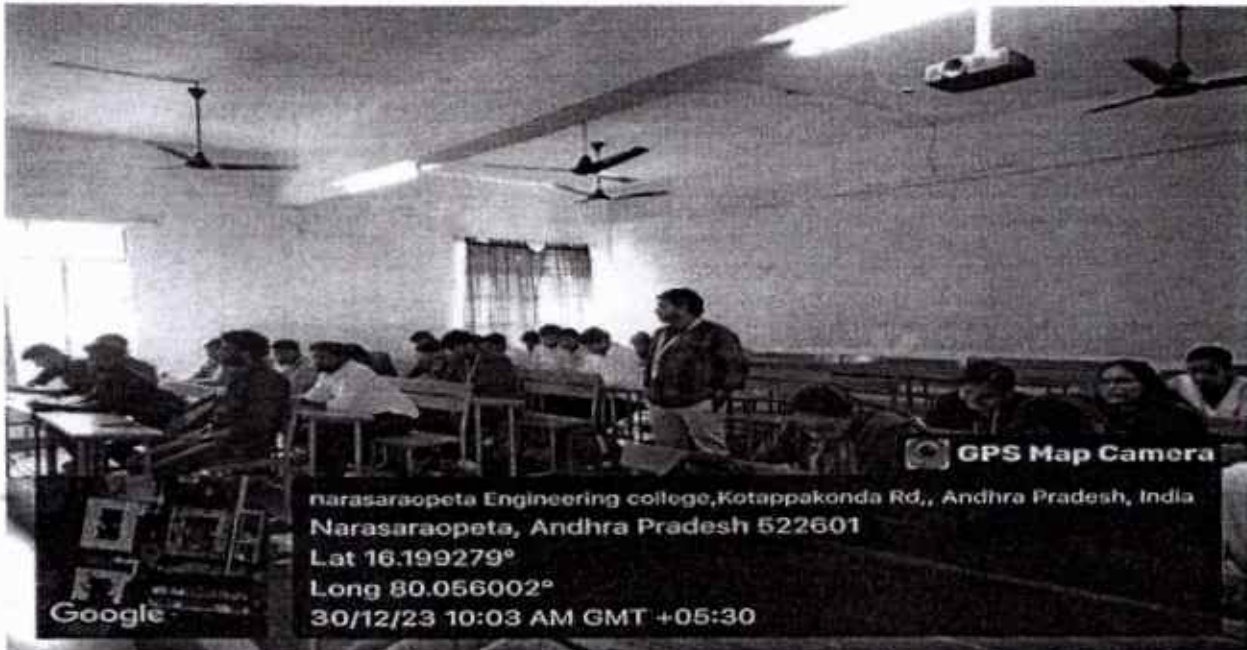 GPS Map Camera
narasaraopeta Engineering college,Kotappakonda Rd,, Andhra Pradesh, India
Narasaraopeta, Andhra Pradesh 522601
Lat 16.199279°
Long 80.056002°
30/12/23 10:03 AM GMT +05:30
Google